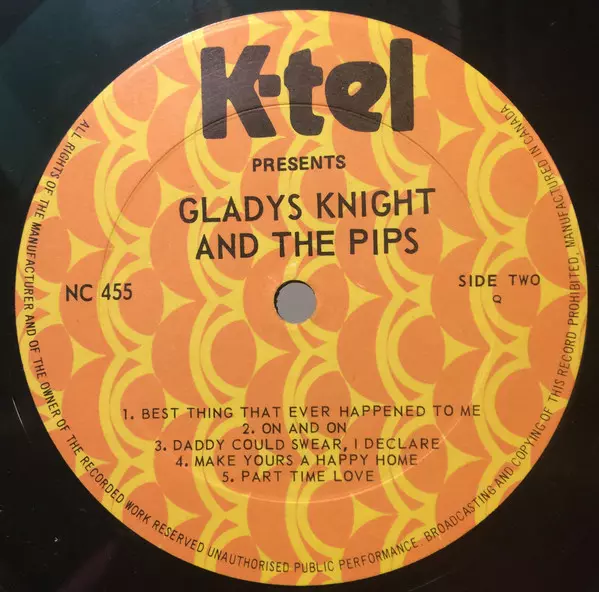 K-tel
PRESENTS
GLADYS KNIGHT
AND THE PIPS
NC 455
SIDE TWO
Q
1. BEST THING THAT EVER HAPPENED TO ME
2. ON AND ON
3. DADDY COULD SWEAR, I DECLARE
4. MAKE YOURS A HAPPY HOME
5. PART TIME LOVE
ALL RIGHTS OF THE MANUFACTURER AND OF THE OWNER OF THE RECORDED WORK RESERVED UNAUTHORISED PUBLIC PERFORMANCE. BROADCASTING AND COPYING OF THIS RECORD PROHIBITED. MANUFACTURED IN CANADA